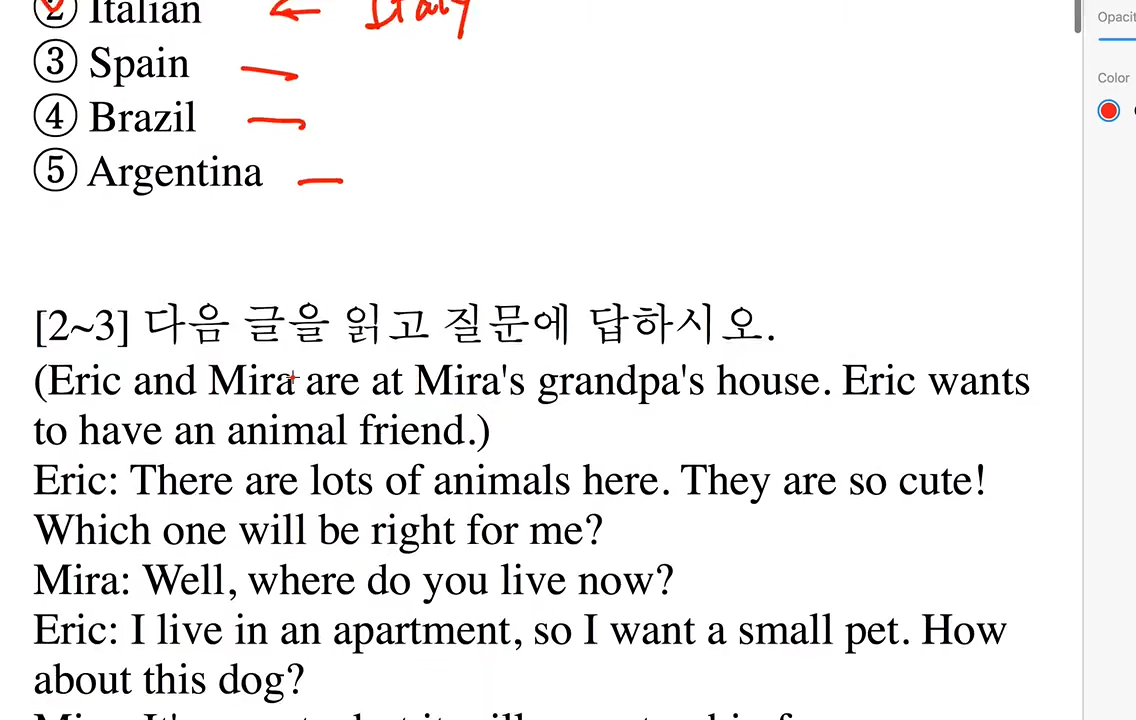 ② Italian Italy
③ Spain
④ Brazil
⑤ Argentina
[2~3] 다음 글을 읽고 질문에 답하시오.
(Eric and Mira are at Mira's grandpa's house. Eric wants
to have an animal friend.)
Eric: There are lots of animals here. They are so cute!
Which one will be right for me?
Mira: Well, where do you live now?
Eric: I live in an apartment, so I want a small pet. How
about this dog?
Color